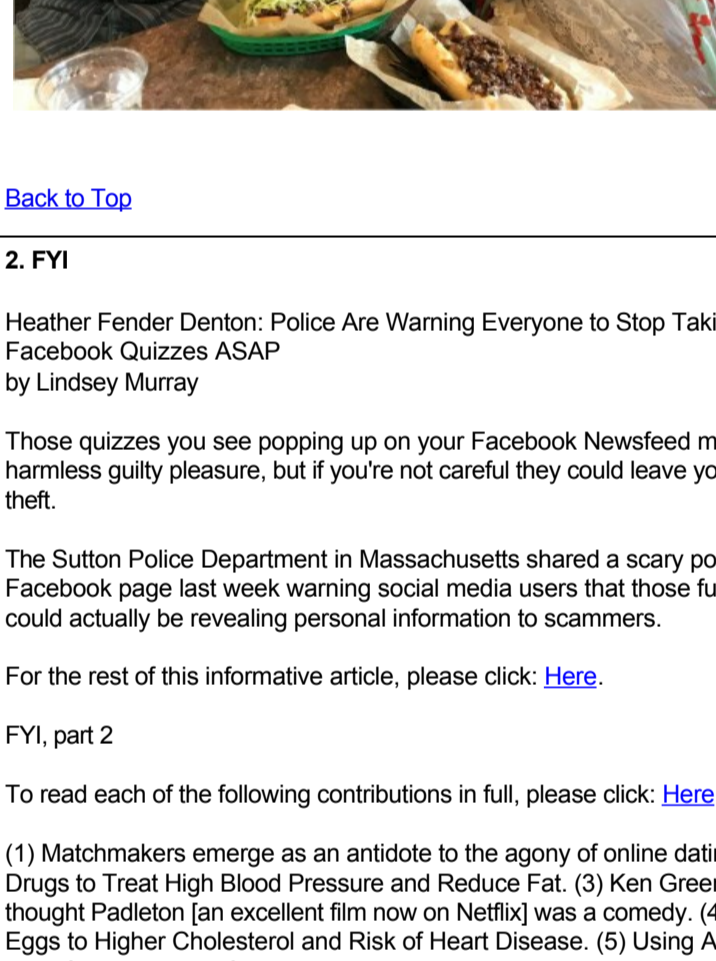 Back to Top
2. FYI
Heather Fender Denton: Police Are Warning Everyone to Stop Taki
Facebook Quizzes ASAP
by Lindsey Murray
Those quizzes you see popping up on your Facebook Newsfeed m
harmless guilty pleasure, but if you're not careful they could leave yo
theft.
The Sutton Police Department in Massachusetts shared a scary po
Facebook page last week warning social media users that those fu
could actually be revealing personal information to scammers.
For the rest of this informative article, please click: Here.
FYI, part 2
To read each of the following contributions in full, please click: Here
(1) Matchmakers emerge as an antidote to the agony of online dati
Drugs to Treat High Blood Pressure and Reduce Fat. (3) Ken Gree
thought Padleton [an excellent film now on Netflix] was a comedy. (4
Eggs to Higher Cholesterol and Risk of Heart Disease. (5) Using A